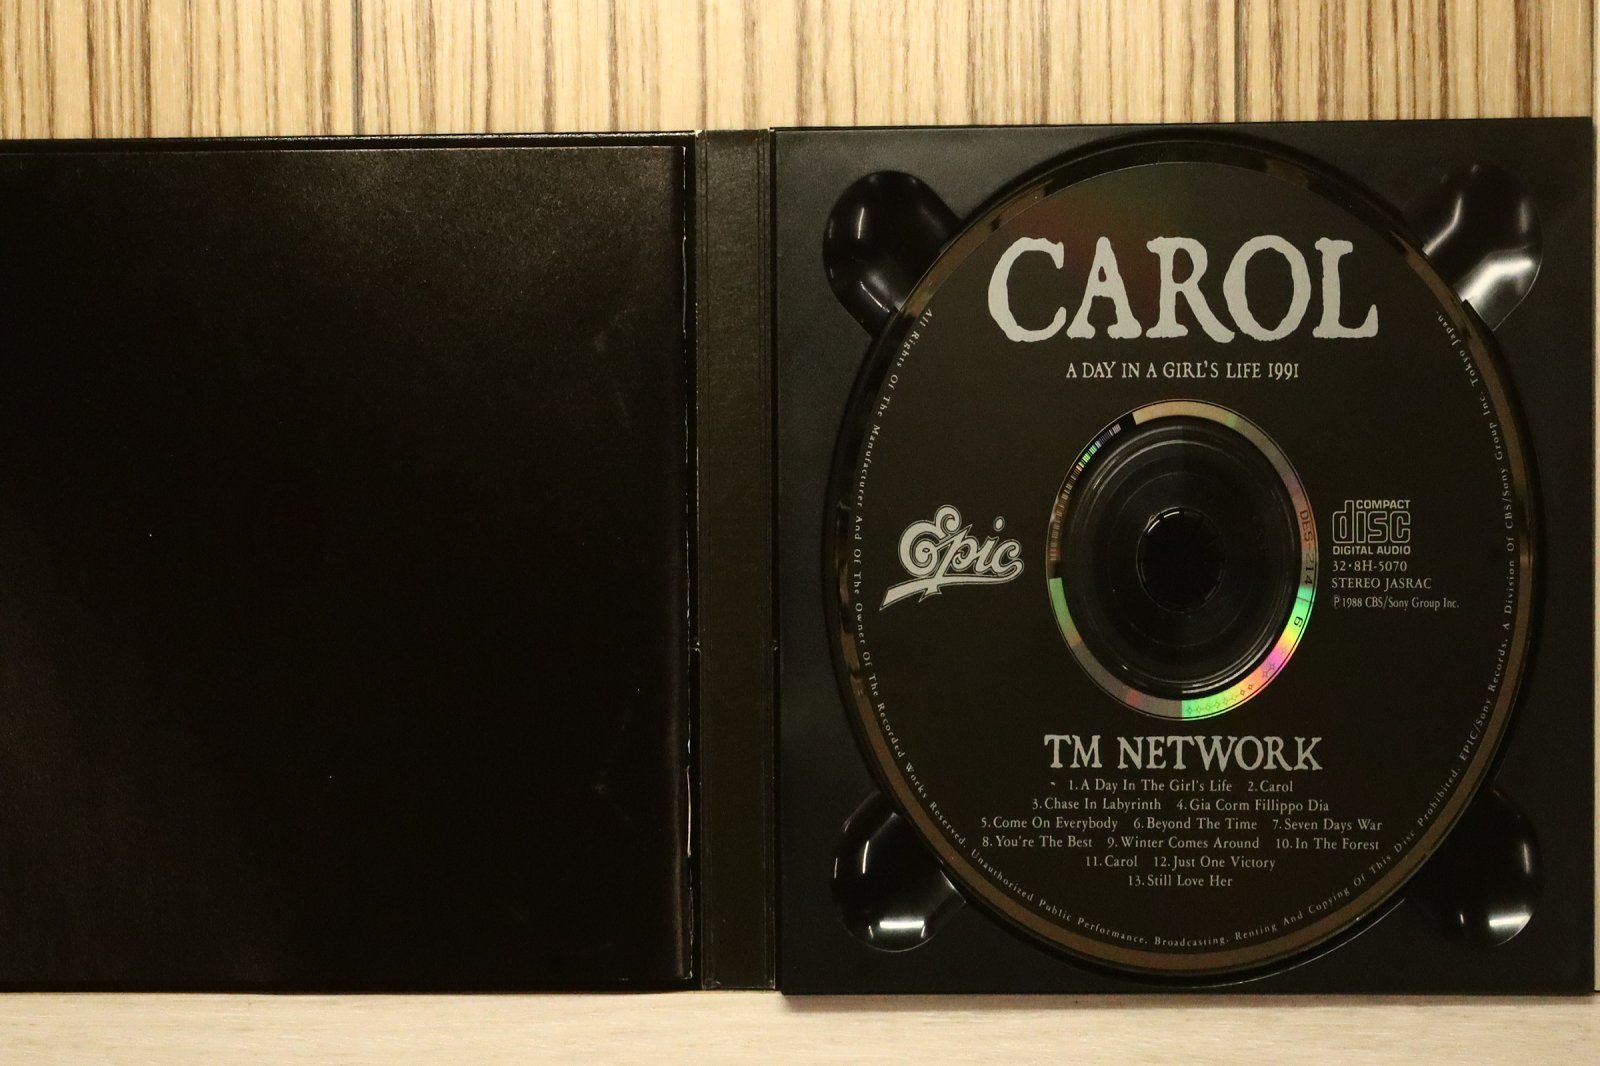 CAROL
A DAY IN A GIRL'S LIFE 1991
Epic
COMPACT
disc
DIGITAL AUDIO
32・8H-5070
STEREO JASRAC
Ⓟ1988 CBS/Sony Group Inc.
DES-214 6
TM NETWORK
1.A Day In The Girl's Life 2.Carol
3.Chase In Labyrinth 4.Gia Corm Fillippo Dia
5.Come On Everybody 6.Beyond The Time 7.Seven Days War
8.You're The Best 9.Winter Comes Around 10.In The Forest
11.Carol 12.Just One Victory
13.Still Love Her
All Rights Of The Manufacturer And Of The Owner Of The Recorded Works Reserved. Unauthorized Public Performance, Broadcasting, Renting And Copying Of This Disc Prohibited. EPIC/Sony Records. A Division Of CBS/Sony Group Inc. Tokyo Japan.